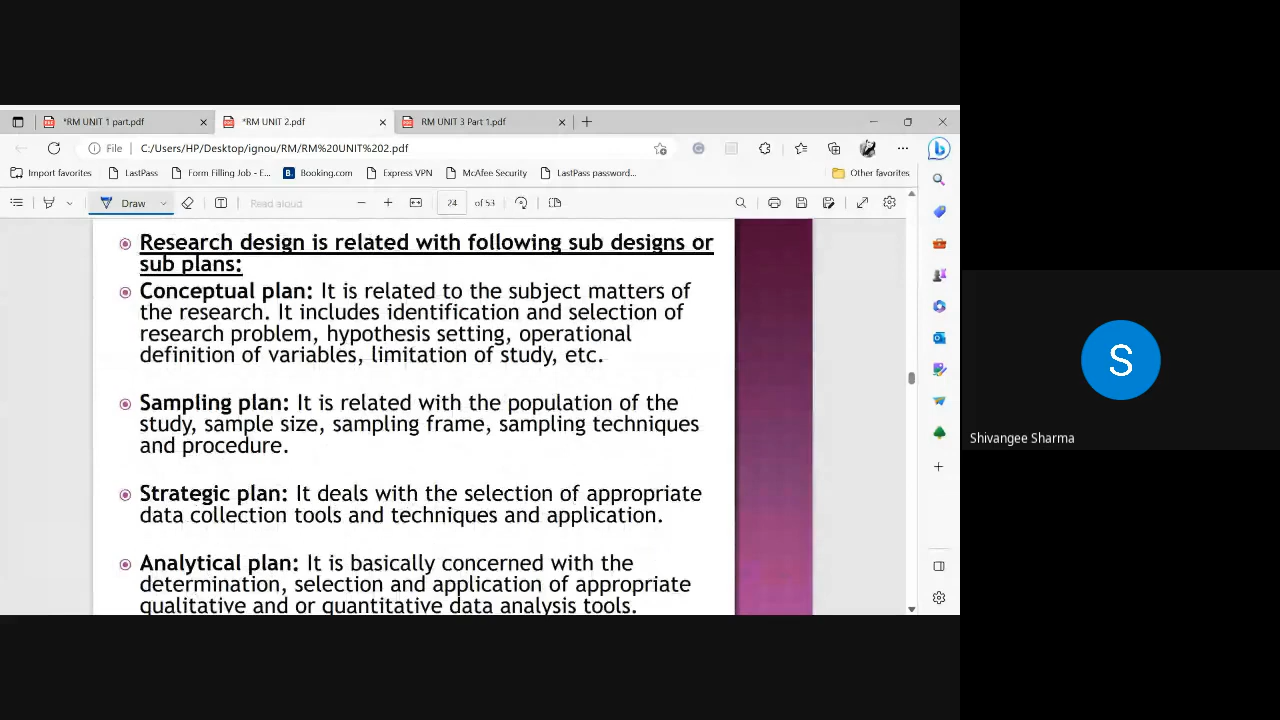 *RM UNIT 1 part.pdf
*RM UNIT 2.pdf
RM UNIT 3 Part 1.pdf
File
C:/Users/HP/Desktop/ignou/RM/RM%20UNIT%202.pdf
Import favorites
LastPass
Form Filling Job - E...
Booking.com
Express VPN
McAfee Security
LastPass password...
Other favorites
Draw
Read aloud
24 of 53
Research design is related with following sub designs or
sub plans:
Conceptual plan: It is related to the subject matters of
the research. It includes identification and selection of
research problem, hypothesis setting, operational
definition of variables, limitation of study, etc.
Sampling plan: It is related with the population of the
study, sample size, sampling frame, sampling techniques
and procedure.
Strategic plan: It deals with the selection of appropriate
data collection tools and techniques and application.
Analytical plan: It is basically concerned with the
determination, selection and application of appropriate
qualitative and or quantitative data analysis tools.
S
Shivangee Sharma